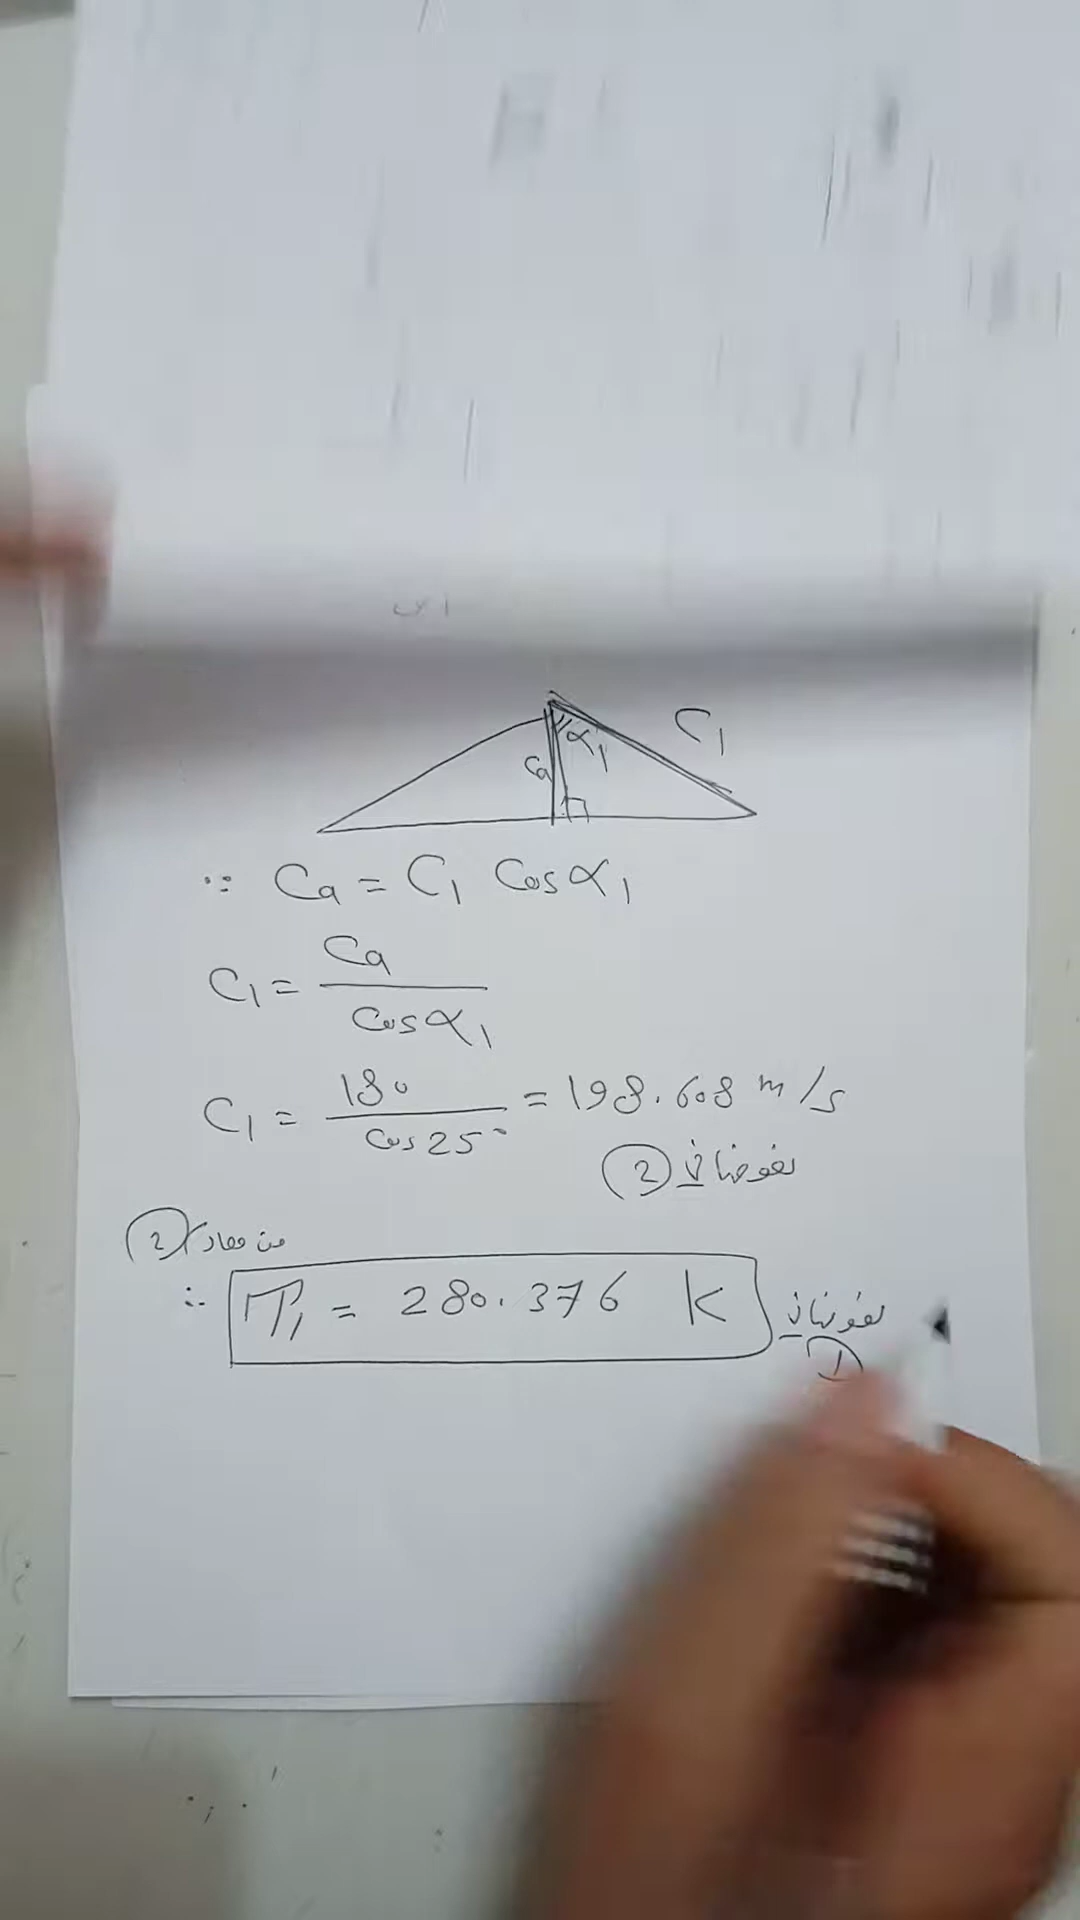 C1
α1
Ca
∵ Ca = C1 Cos α1
C1 = Ca / Cos α1
C1 = 180 / Cos 25° = 198.608 m/s
نعوضها في ②
من معادلة ②
∴ T1 = 280.376 K
نعوضها في ①